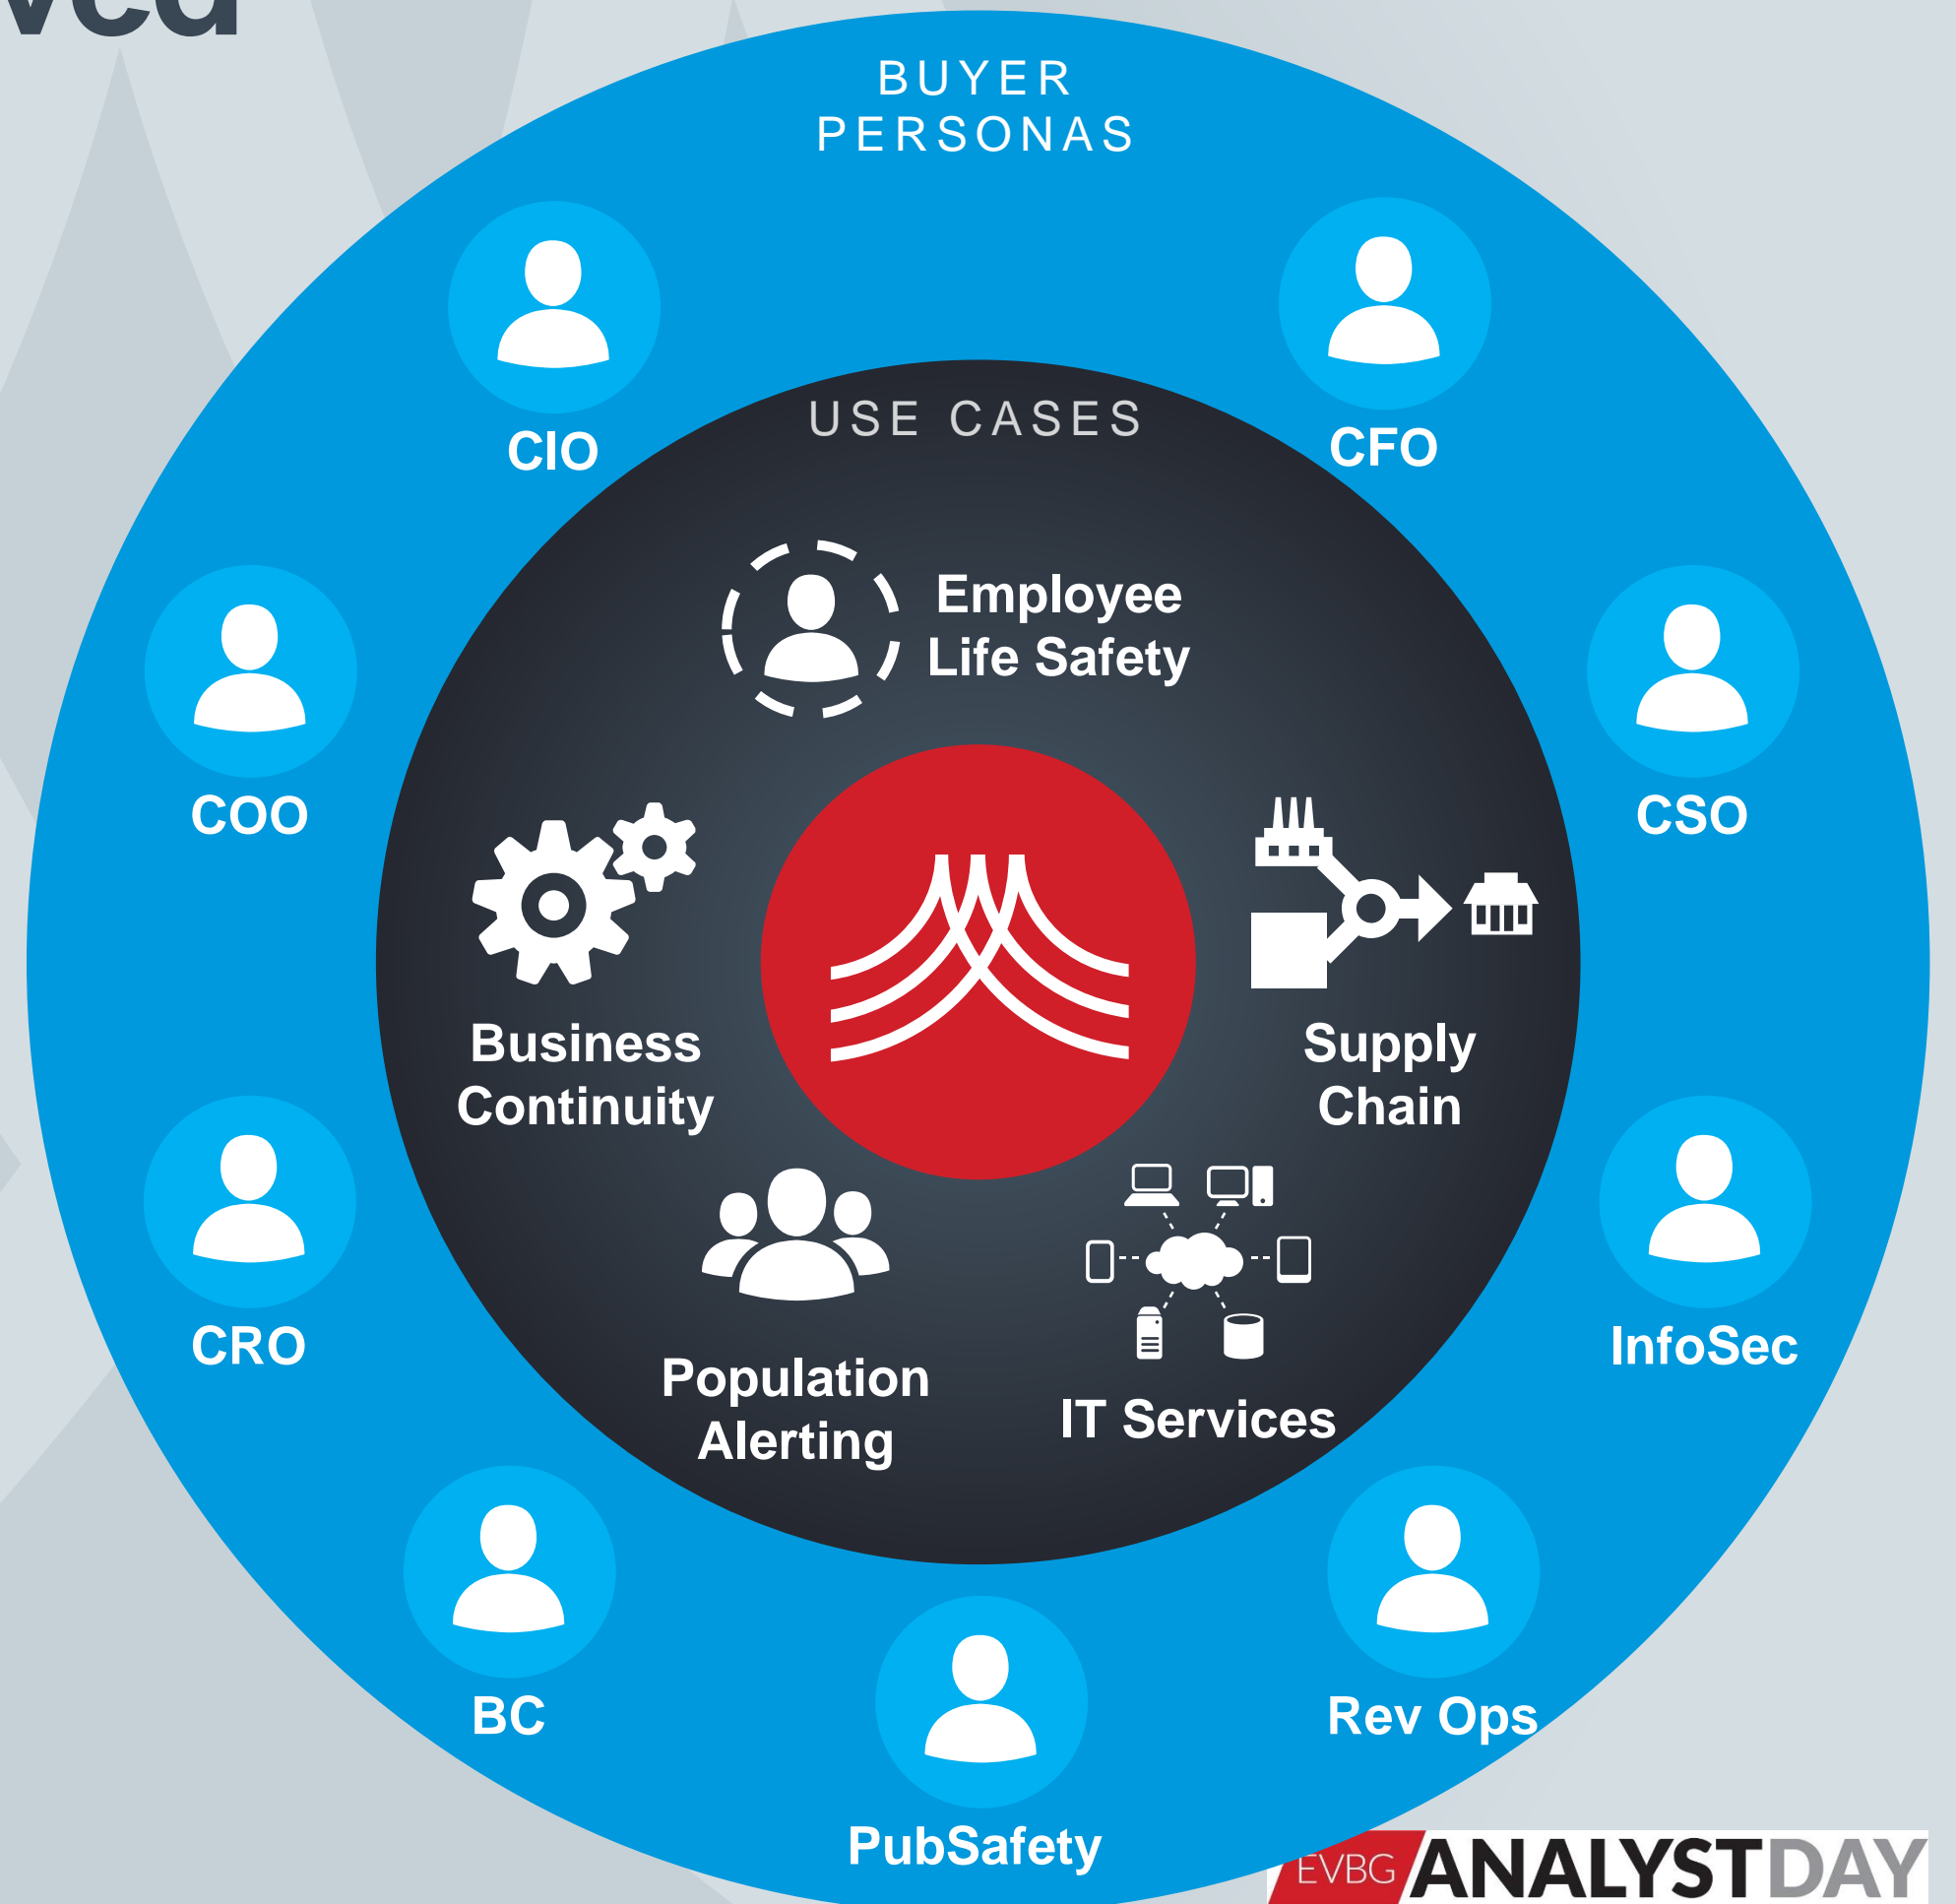 BUYER
PERSONAS
CIO
CFO
USE CASES
Employee
Life Safety
COO
CSO
Business
Continuity
Supply
Chain
CRO
InfoSec
Population
Alerting
IT Services
BC
Rev Ops
PubSafety
EVBG ANALYSTDAY